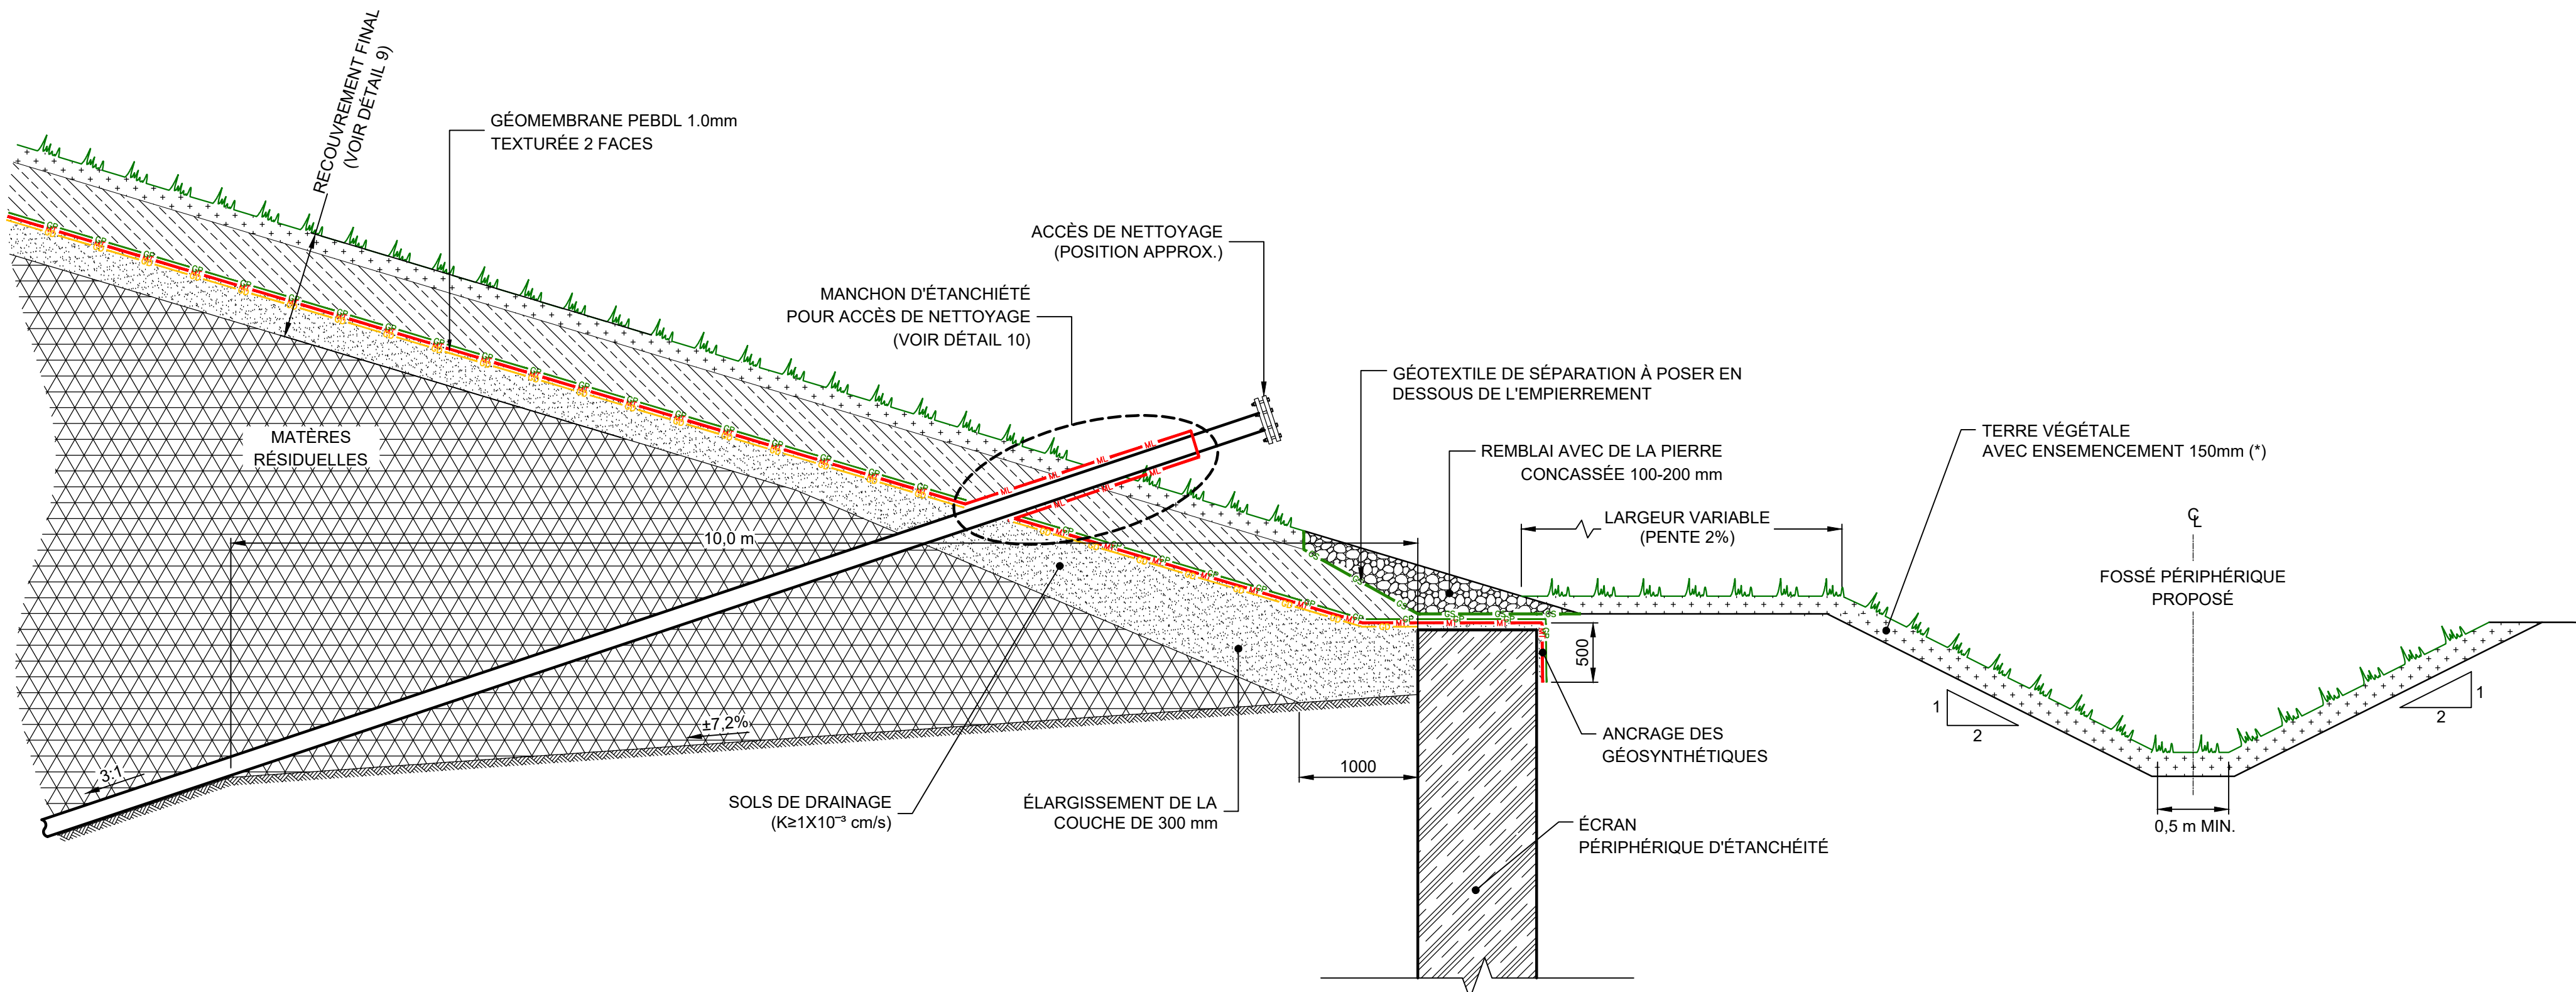 RECOUVREMENT FINAL
(VOIR DÉTAIL 9)
GÉOMEMBRANE PEBDL 1.0mm
TEXTURÉE 2 FACES
ACCÈS DE NETTOYAGE
(POSITION APPROX.)
MANCHON D'ÉTANCHIÉTÉ
POUR ACCÈS DE NETTOYAGE
(VOIR DÉTAIL 10)
GÉOTEXTILE DE SÉPARATION À POSER EN
DESSOUS DE L'EMPIERREMENT
REMBLAI AVEC DE LA PIERRE
CONCASSÉE 100-200 mm
TERRE VÉGÉTALE
AVEC ENSEMENCEMENT 150mm (*)
MATÈRES
RÉSIDUELLES
LARGEUR VARIABLE
(PENTE 2%)
FOSSÉ PÉRIPHÉRIQUE
PROPOSÉ
10,0 m
500
1
2
1
2
±7,2%
3:1
1000
ANCRAGE DES
GÉOSYNTHÉTIQUES
SOLS DE DRAINAGE
(K≥1X10⁻³ cm/s)
ÉLARGISSEMENT DE LA
COUCHE DE 300 mm
ÉCRAN
PÉRIPHÉRIQUE D'ÉTANCHÉITÉ
0,5 m MIN.